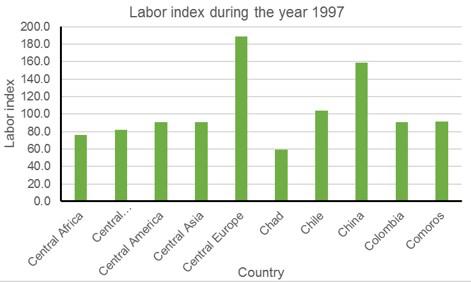 Labor index during the year 1997
200.0
180.0
160.0
140.0
120.0
100.0
80.0
60.0
40.0
20.0
0.0
Labor index
Central Africa
Central...
Central America
Central Asia
Central Europe
Chad
Chile
China
Colombia
Comoros
Country